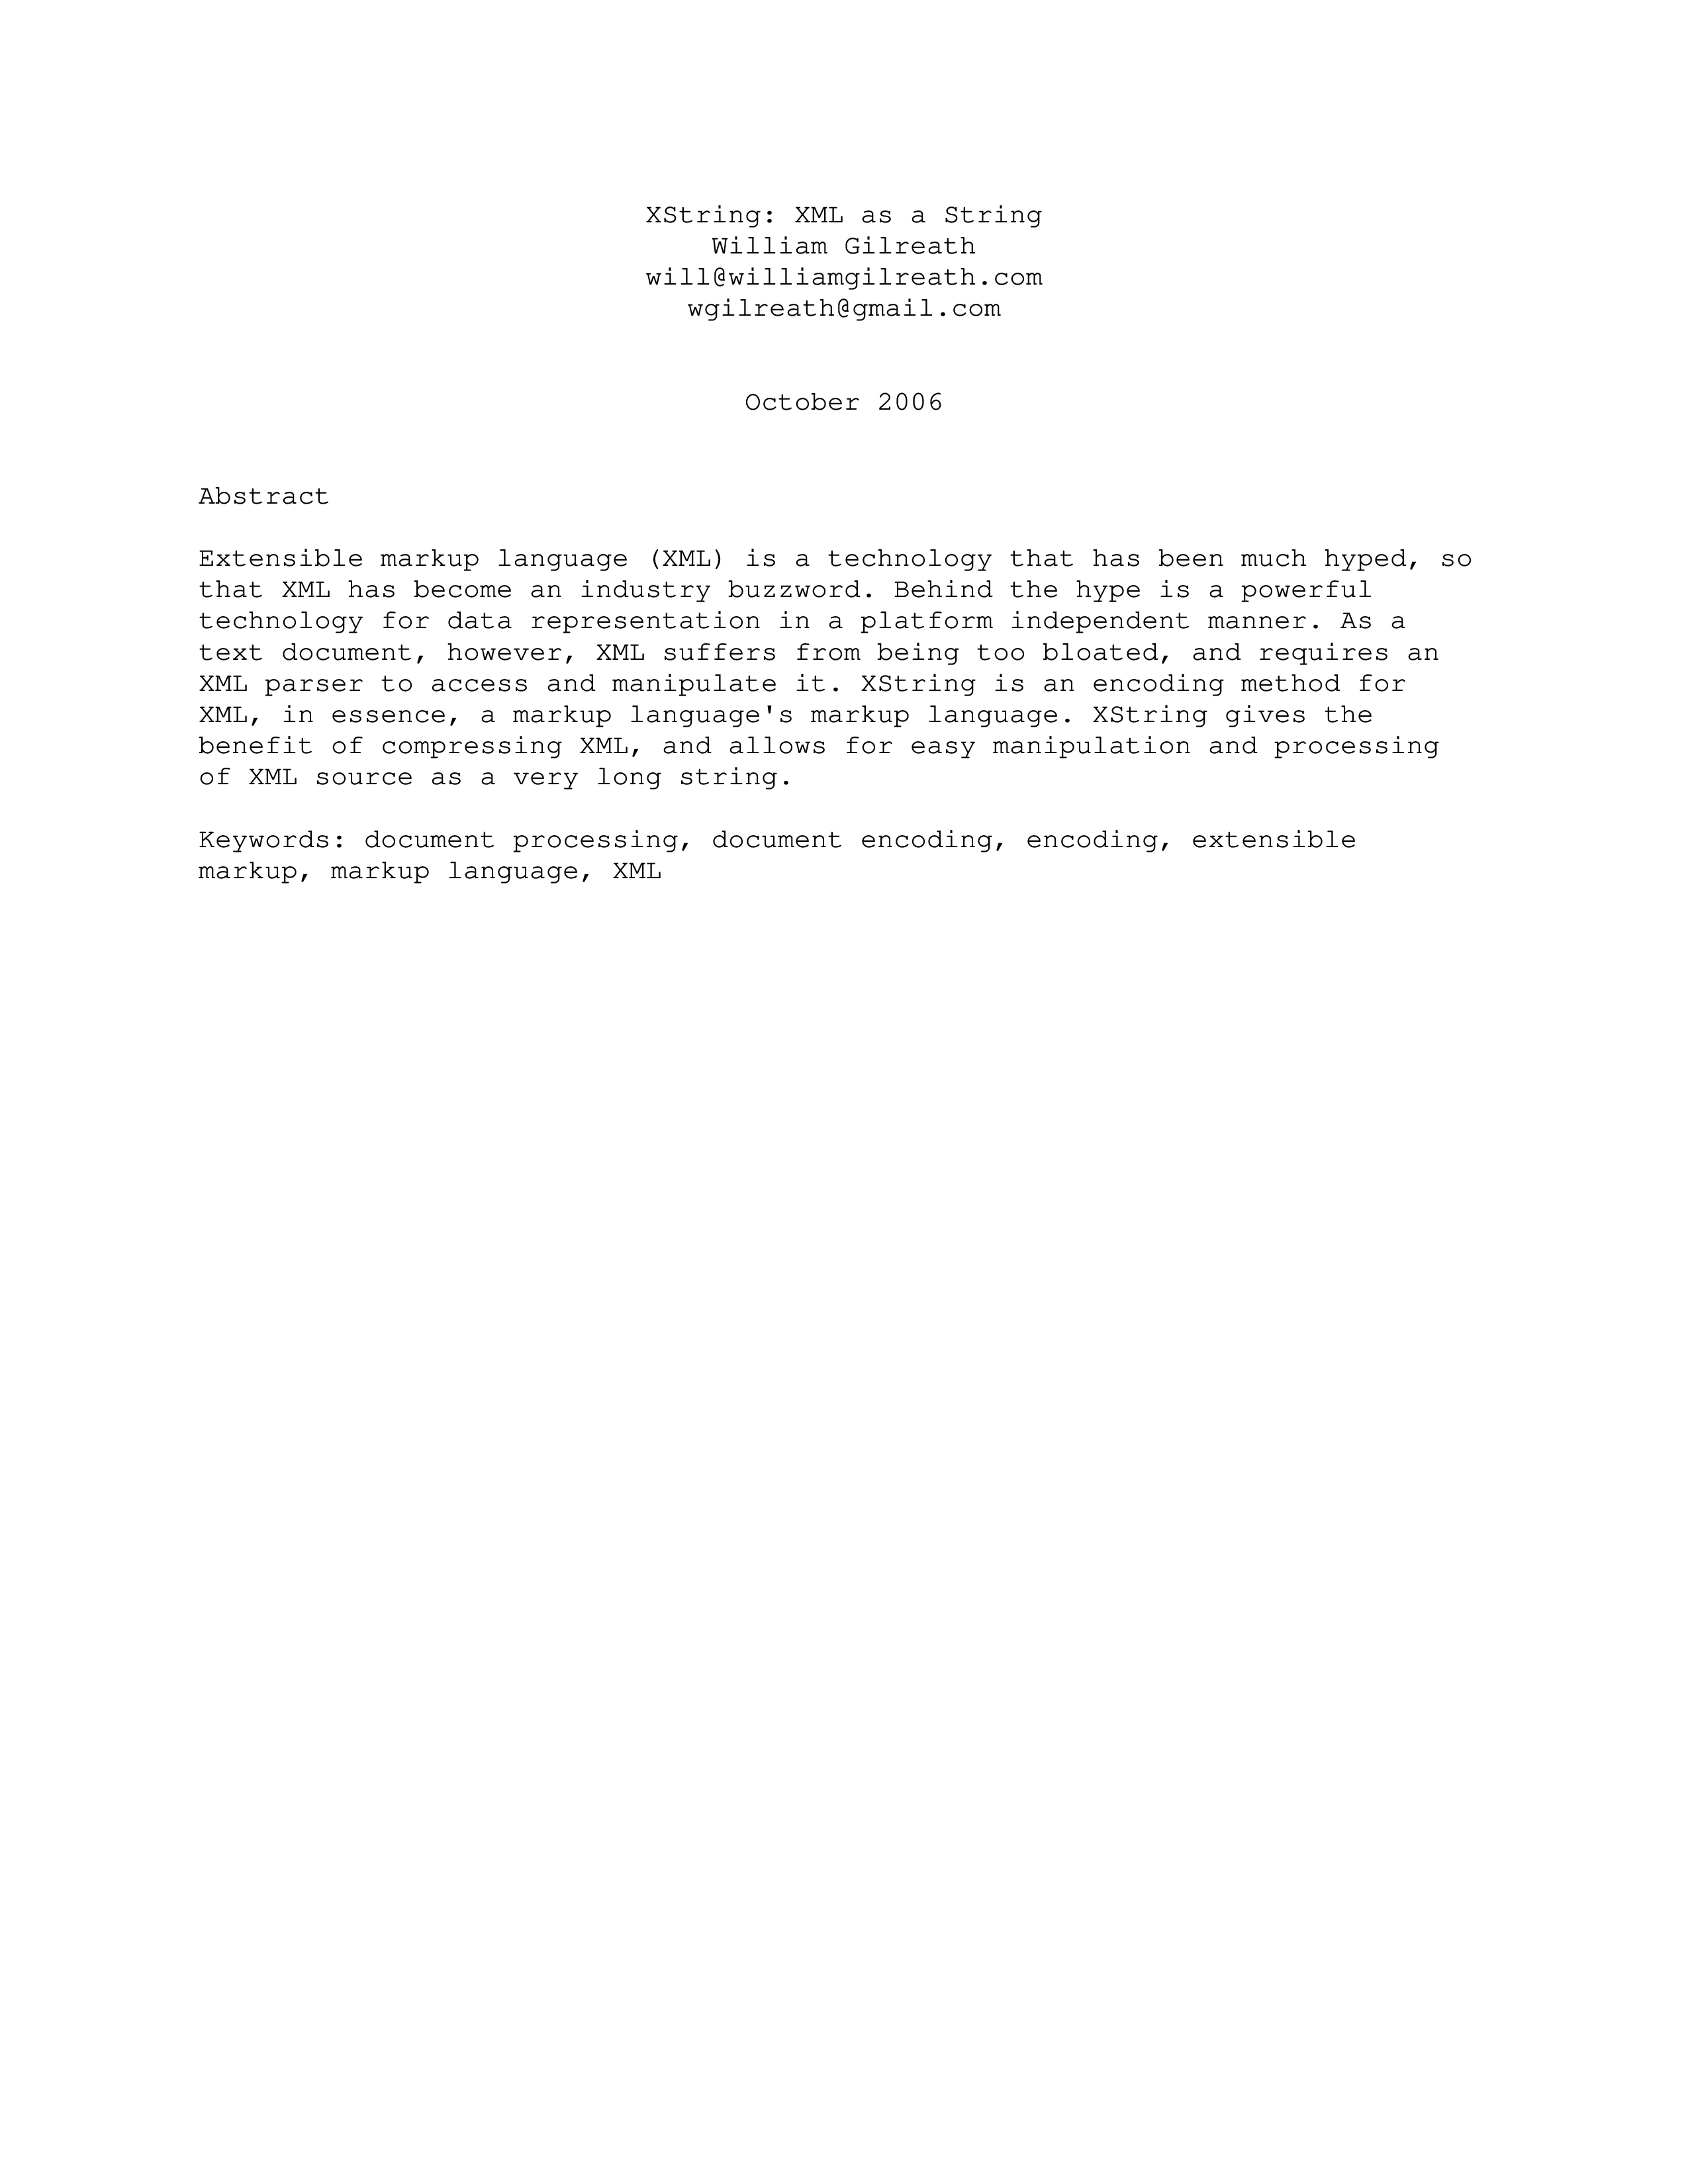 XString: XML as a String
William Gilreath
will@williamgilreath.com
wgilreath@gmail.com
October 2006
Abstract
Extensible markup language (XML) is a technology that has been much hyped, so
that XML has become an industry buzzword. Behind the hype is a powerful
technology for data representation in a platform independent manner. As a
text document, however, XML suffers from being too bloated, and requires an
XML parser to access and manipulate it. XString is an encoding method for
XML, in essence, a markup language's markup language. XString gives the
benefit of compressing XML, and allows for easy manipulation and processing
of XML source as a very long string.
Keywords: document processing, document encoding, encoding, extensible
markup, markup language, XML